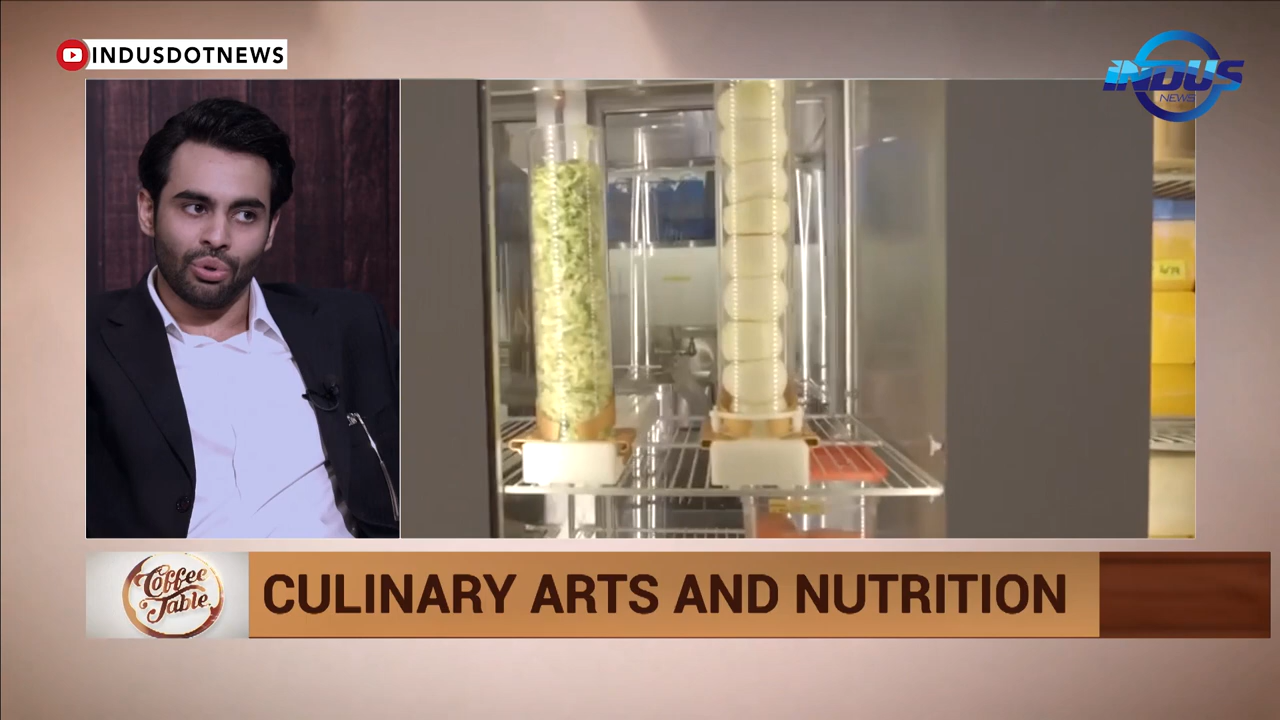 INDUSDOTNEWS
INDUS
NEWS
Coffee
Table
CULINARY ARTS AND NUTRITION